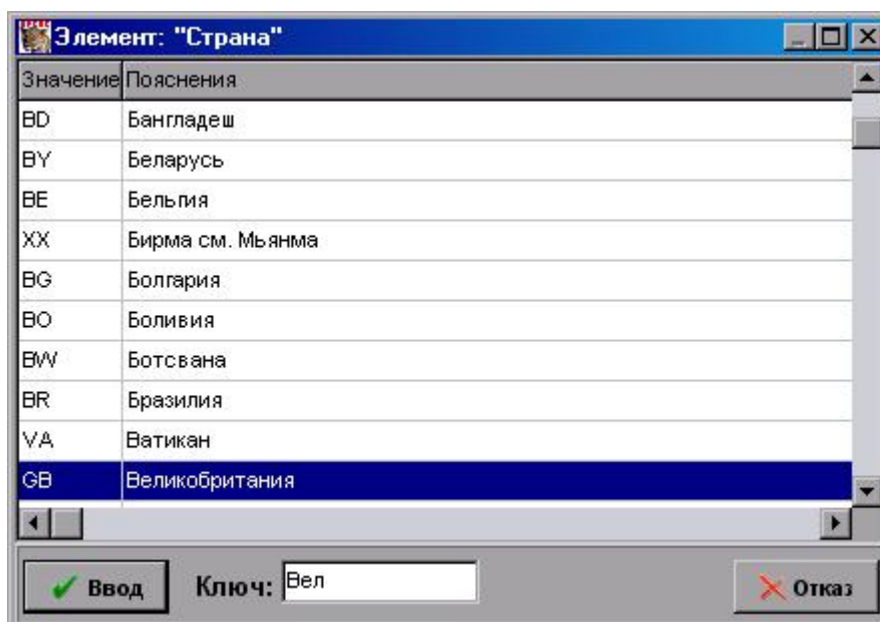 Элемент: "Страна"
Значение Пояснения
BD Бангладеш
BY Беларусь
BE Бельгия
XX Бирма см. Мьянма
BG Болгария
BO Боливия
BW Ботсвана
BR Бразилия
VA Ватикан
GB Великобритания
Ввод Ключ: Вел Отказ